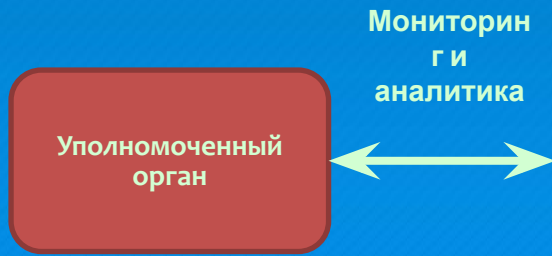 Мониторин
г и
аналитика
Уполномоченный
орган